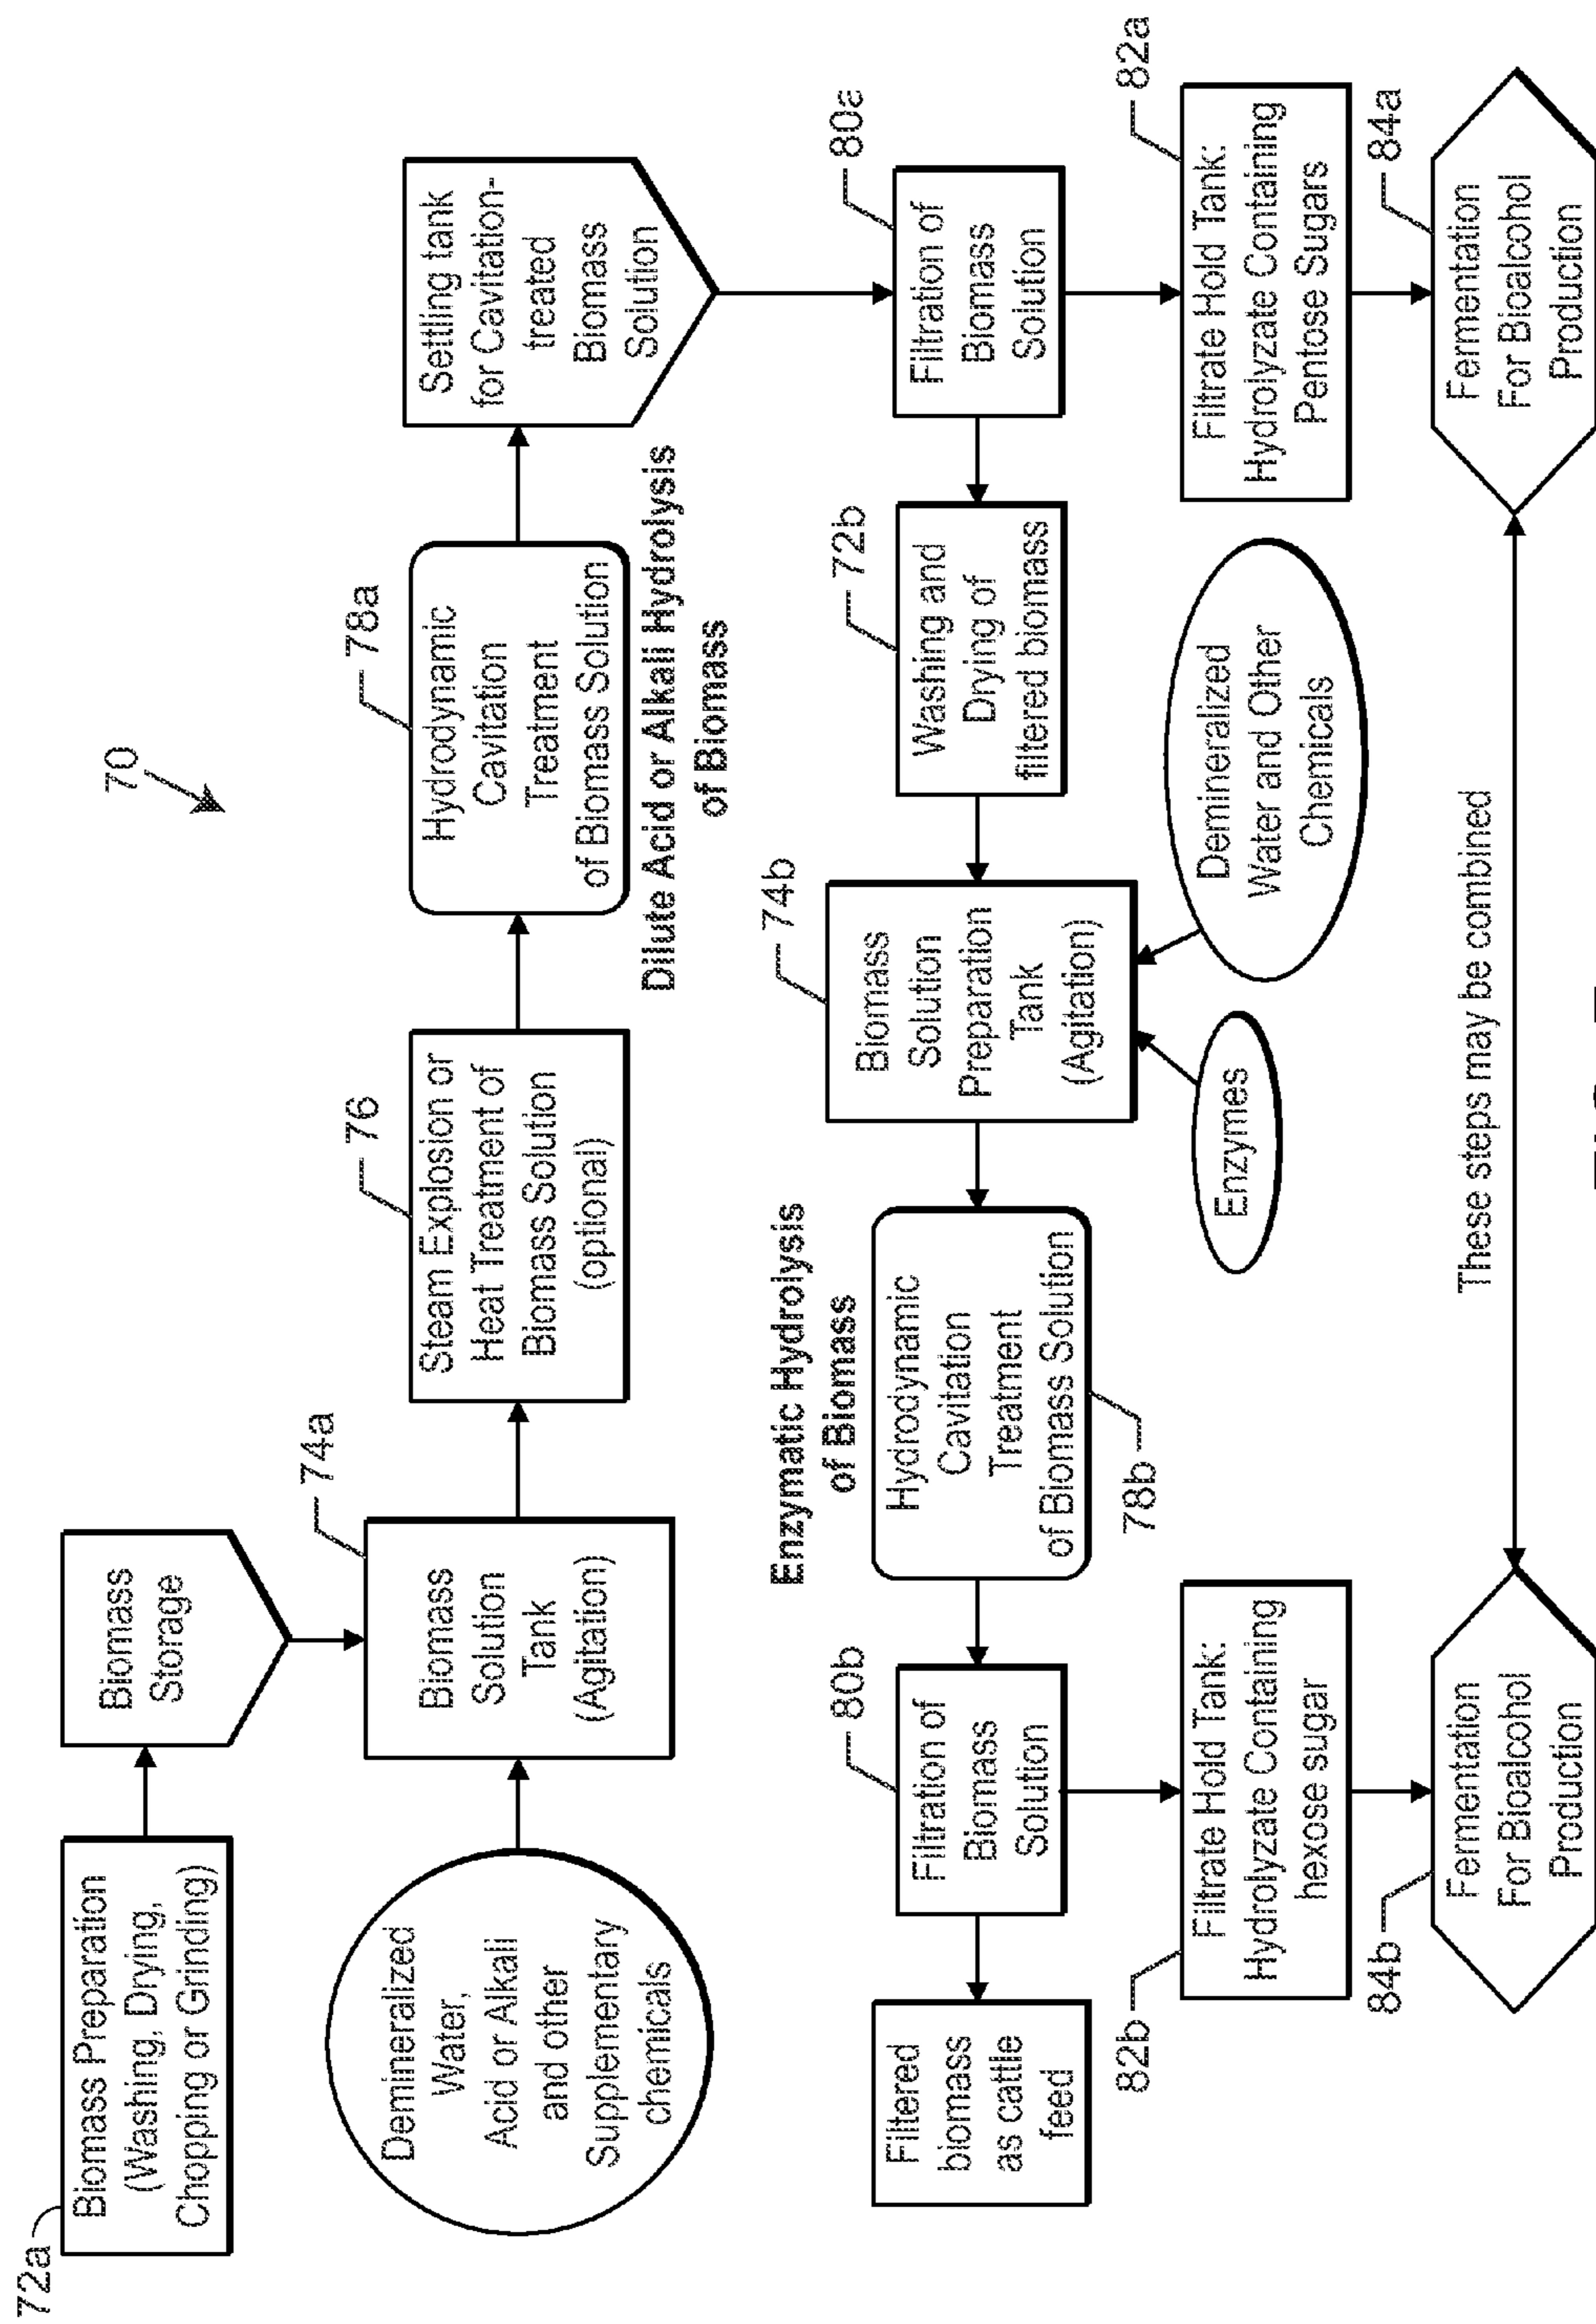 70
72a
Biomass Preparation
(Washing, Drying,
Chopping or Grinding)
Biomass
Storage
Demineralized
Water,
Acid or Alkali
and other
Supplementary
chemicals
74a
Biomass
Solution
Tank
(Agitation)
76
Steam Explosion or
Heat Treatment of
Biomass Solution
(optional)
78a
Hydrodynamic
Cavitation
Treatment
of Biomass Solution
Dilute Acid or Alkali Hydrolysis
of Biomass
Settling tank
for Cavitation-
treated
Biomass
Solution
80a
Filtration of
Biomass
Solution
72b
Washing and
Drying of
filtered biomass
74b
Biomass
Solution
Preparation
Tank
(Agitation)
Demineralized
Water and Other
Chemicals
Enzymes
Enzymatic Hydrolysis
of Biomass
Hydrodynamic
Cavitation
Treatment
of Biomass Solution
78b
80b
Filtration of
Biomass
Solution
Filtered
biomass
as cattle
feed
82b
Filtrate Hold Tank:
Hydrolyzate Containing
hexose sugar
82a
Filtrate Hold Tank:
Hydrolyzate Containing
Pentose Sugars
84b
Fermentation
For Bioalcohol
Production
These steps may be combined
84a
Fermentation
For Bioalcohol
Production